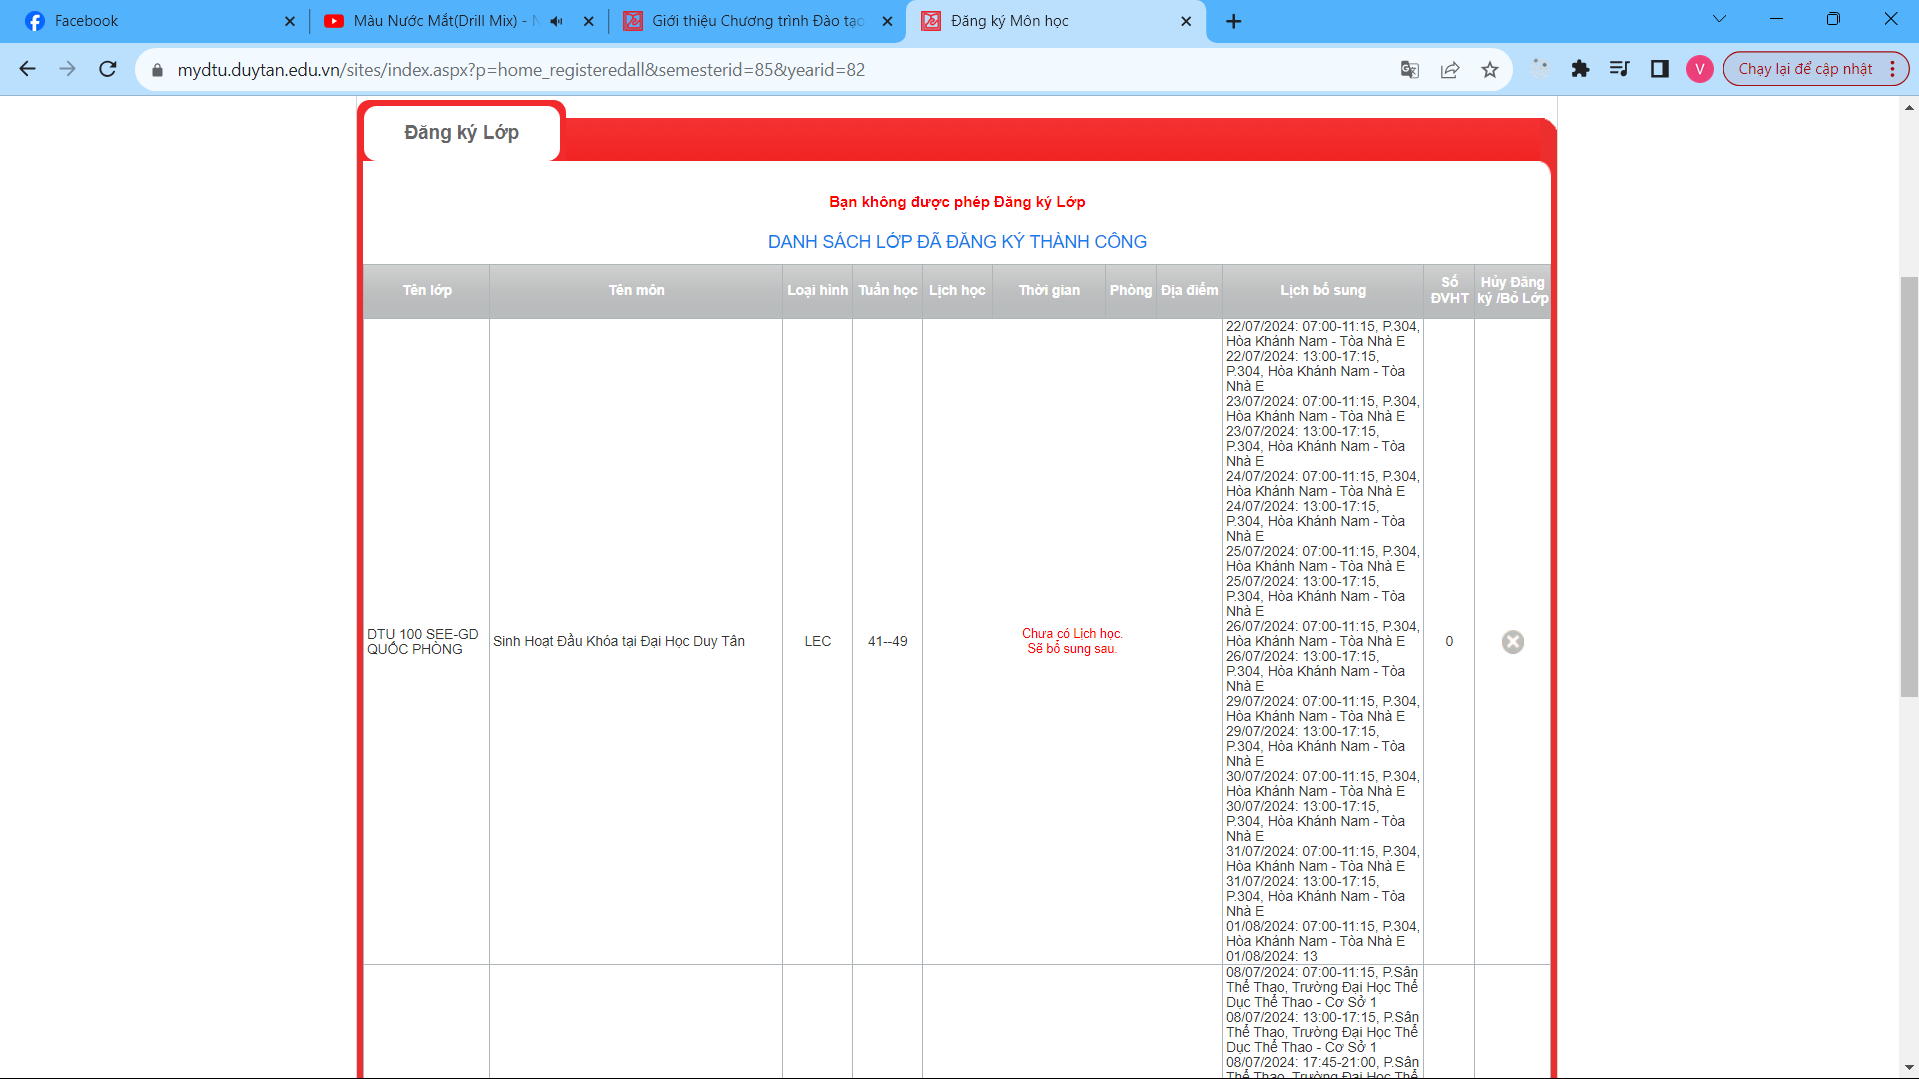 Facebook
Màu Nước Mắt(Drill Mix) - N
Giới thiệu Chương trình Đào tạo
Đăng ký Môn học
mydtu.duytan.edu.vn/sites/index.aspx?p=home_registeredall&semesterid=85&yearid=82
V
Chạy lại để cập nhật
Đăng ký Lớp
Bạn không được phép Đăng ký Lớp
DANH SÁCH LỚP ĐÃ ĐĂNG KÝ THÀNH CÔNG
Tên lớp
Tên môn
Loại hình
Tuần học
Lịch học
Thời gian
Phòng
Địa điểm
Lịch bổ sung
Số
ĐVHT
Hủy Đăng
ký /Bỏ Lớp
DTU 100 SEE-GD
QUỐC PHÒNG
Sinh Hoạt Đầu Khóa tại Đại Học Duy Tân
LEC
41--49
Chưa có Lịch học.
Sẽ bổ sung sau.
22/07/2024: 07:00-11:15, P.304,
Hòa Khánh Nam - Tòa Nhà E
22/07/2024: 13:00-17:15,
P.304, Hòa Khánh Nam - Tòa
Nhà E
23/07/2024: 07:00-11:15, P.304,
Hòa Khánh Nam - Tòa Nhà E
23/07/2024: 13:00-17:15,
P.304, Hòa Khánh Nam - Tòa
Nhà E
24/07/2024: 07:00-11:15, P.304,
Hòa Khánh Nam - Tòa Nhà E
24/07/2024: 13:00-17:15,
P.304, Hòa Khánh Nam - Tòa
Nhà E
25/07/2024: 07:00-11:15, P.304,
Hòa Khánh Nam - Tòa Nhà E
25/07/2024: 13:00-17:15,
P.304, Hòa Khánh Nam - Tòa
Nhà E
26/07/2024: 07:00-11:15, P.304,
Hòa Khánh Nam - Tòa Nhà E
26/07/2024: 13:00-17:15,
P.304, Hòa Khánh Nam - Tòa
Nhà E
29/07/2024: 07:00-11:15, P.304,
Hòa Khánh Nam - Tòa Nhà E
29/07/2024: 13:00-17:15,
P.304, Hòa Khánh Nam - Tòa
Nhà E
30/07/2024: 07:00-11:15, P.304,
Hòa Khánh Nam - Tòa Nhà E
30/07/2024: 13:00-17:15,
P.304, Hòa Khánh Nam - Tòa
Nhà E
31/07/2024: 07:00-11:15, P.304,
Hòa Khánh Nam - Tòa Nhà E
31/07/2024: 13:00-17:15,
P.304, Hòa Khánh Nam - Tòa
Nhà E
01/08/2024: 07:00-11:15, P.304,
Hòa Khánh Nam - Tòa Nhà E
01/08/2024: 13
0
08/07/2024: 07:00-11:15, P.Sân
Thể Thao, Trường Đại Học Thể
Dục Thể Thao - Cơ Sở 1
08/07/2024: 13:00-17:15, P.Sân
Thể Thao, Trường Đại Học Thể
Dục Thể Thao - Cơ Sở 1
08/07/2024: 17:45-21:00, P.Sân
Thể Thao, Trường Đại Học Thể